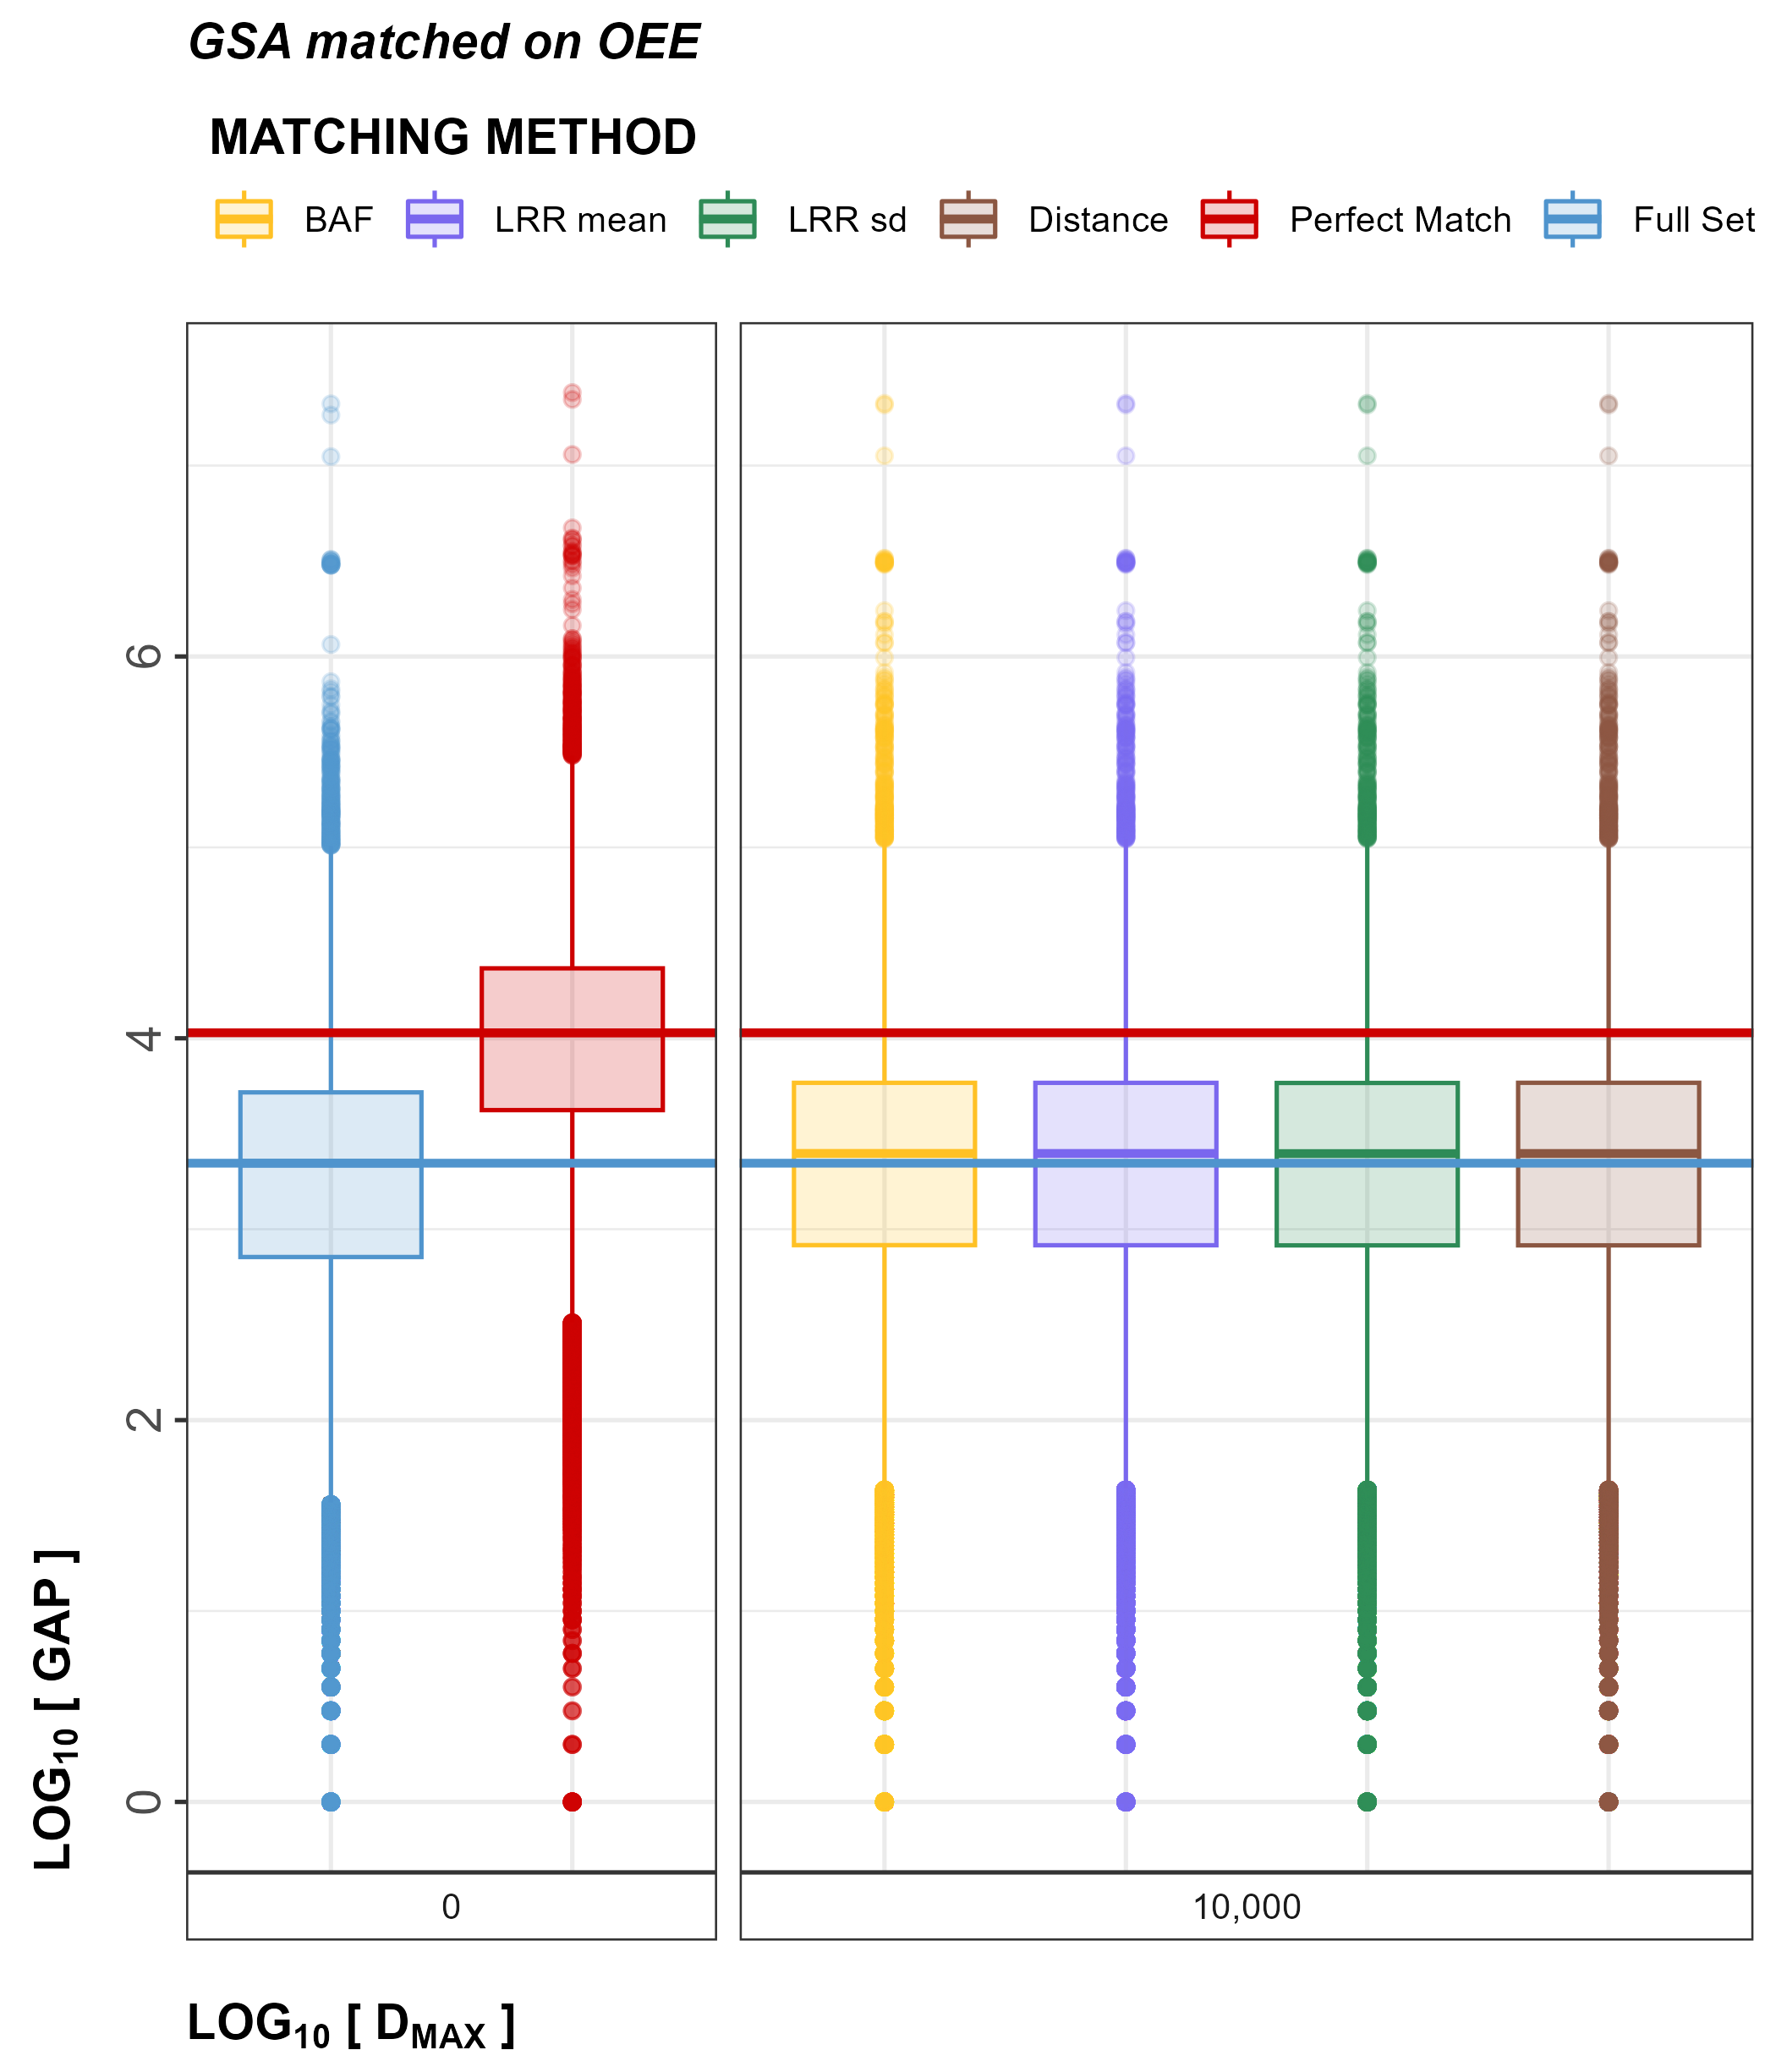 GSA matched on OEE
MATCHING METHOD
BAF LRR mean LRR sd Distance Perfect Match Full Set
6
4
2
0
LOG10 [ GAP ]
0 10,000
LOG10 [ DMAX ]